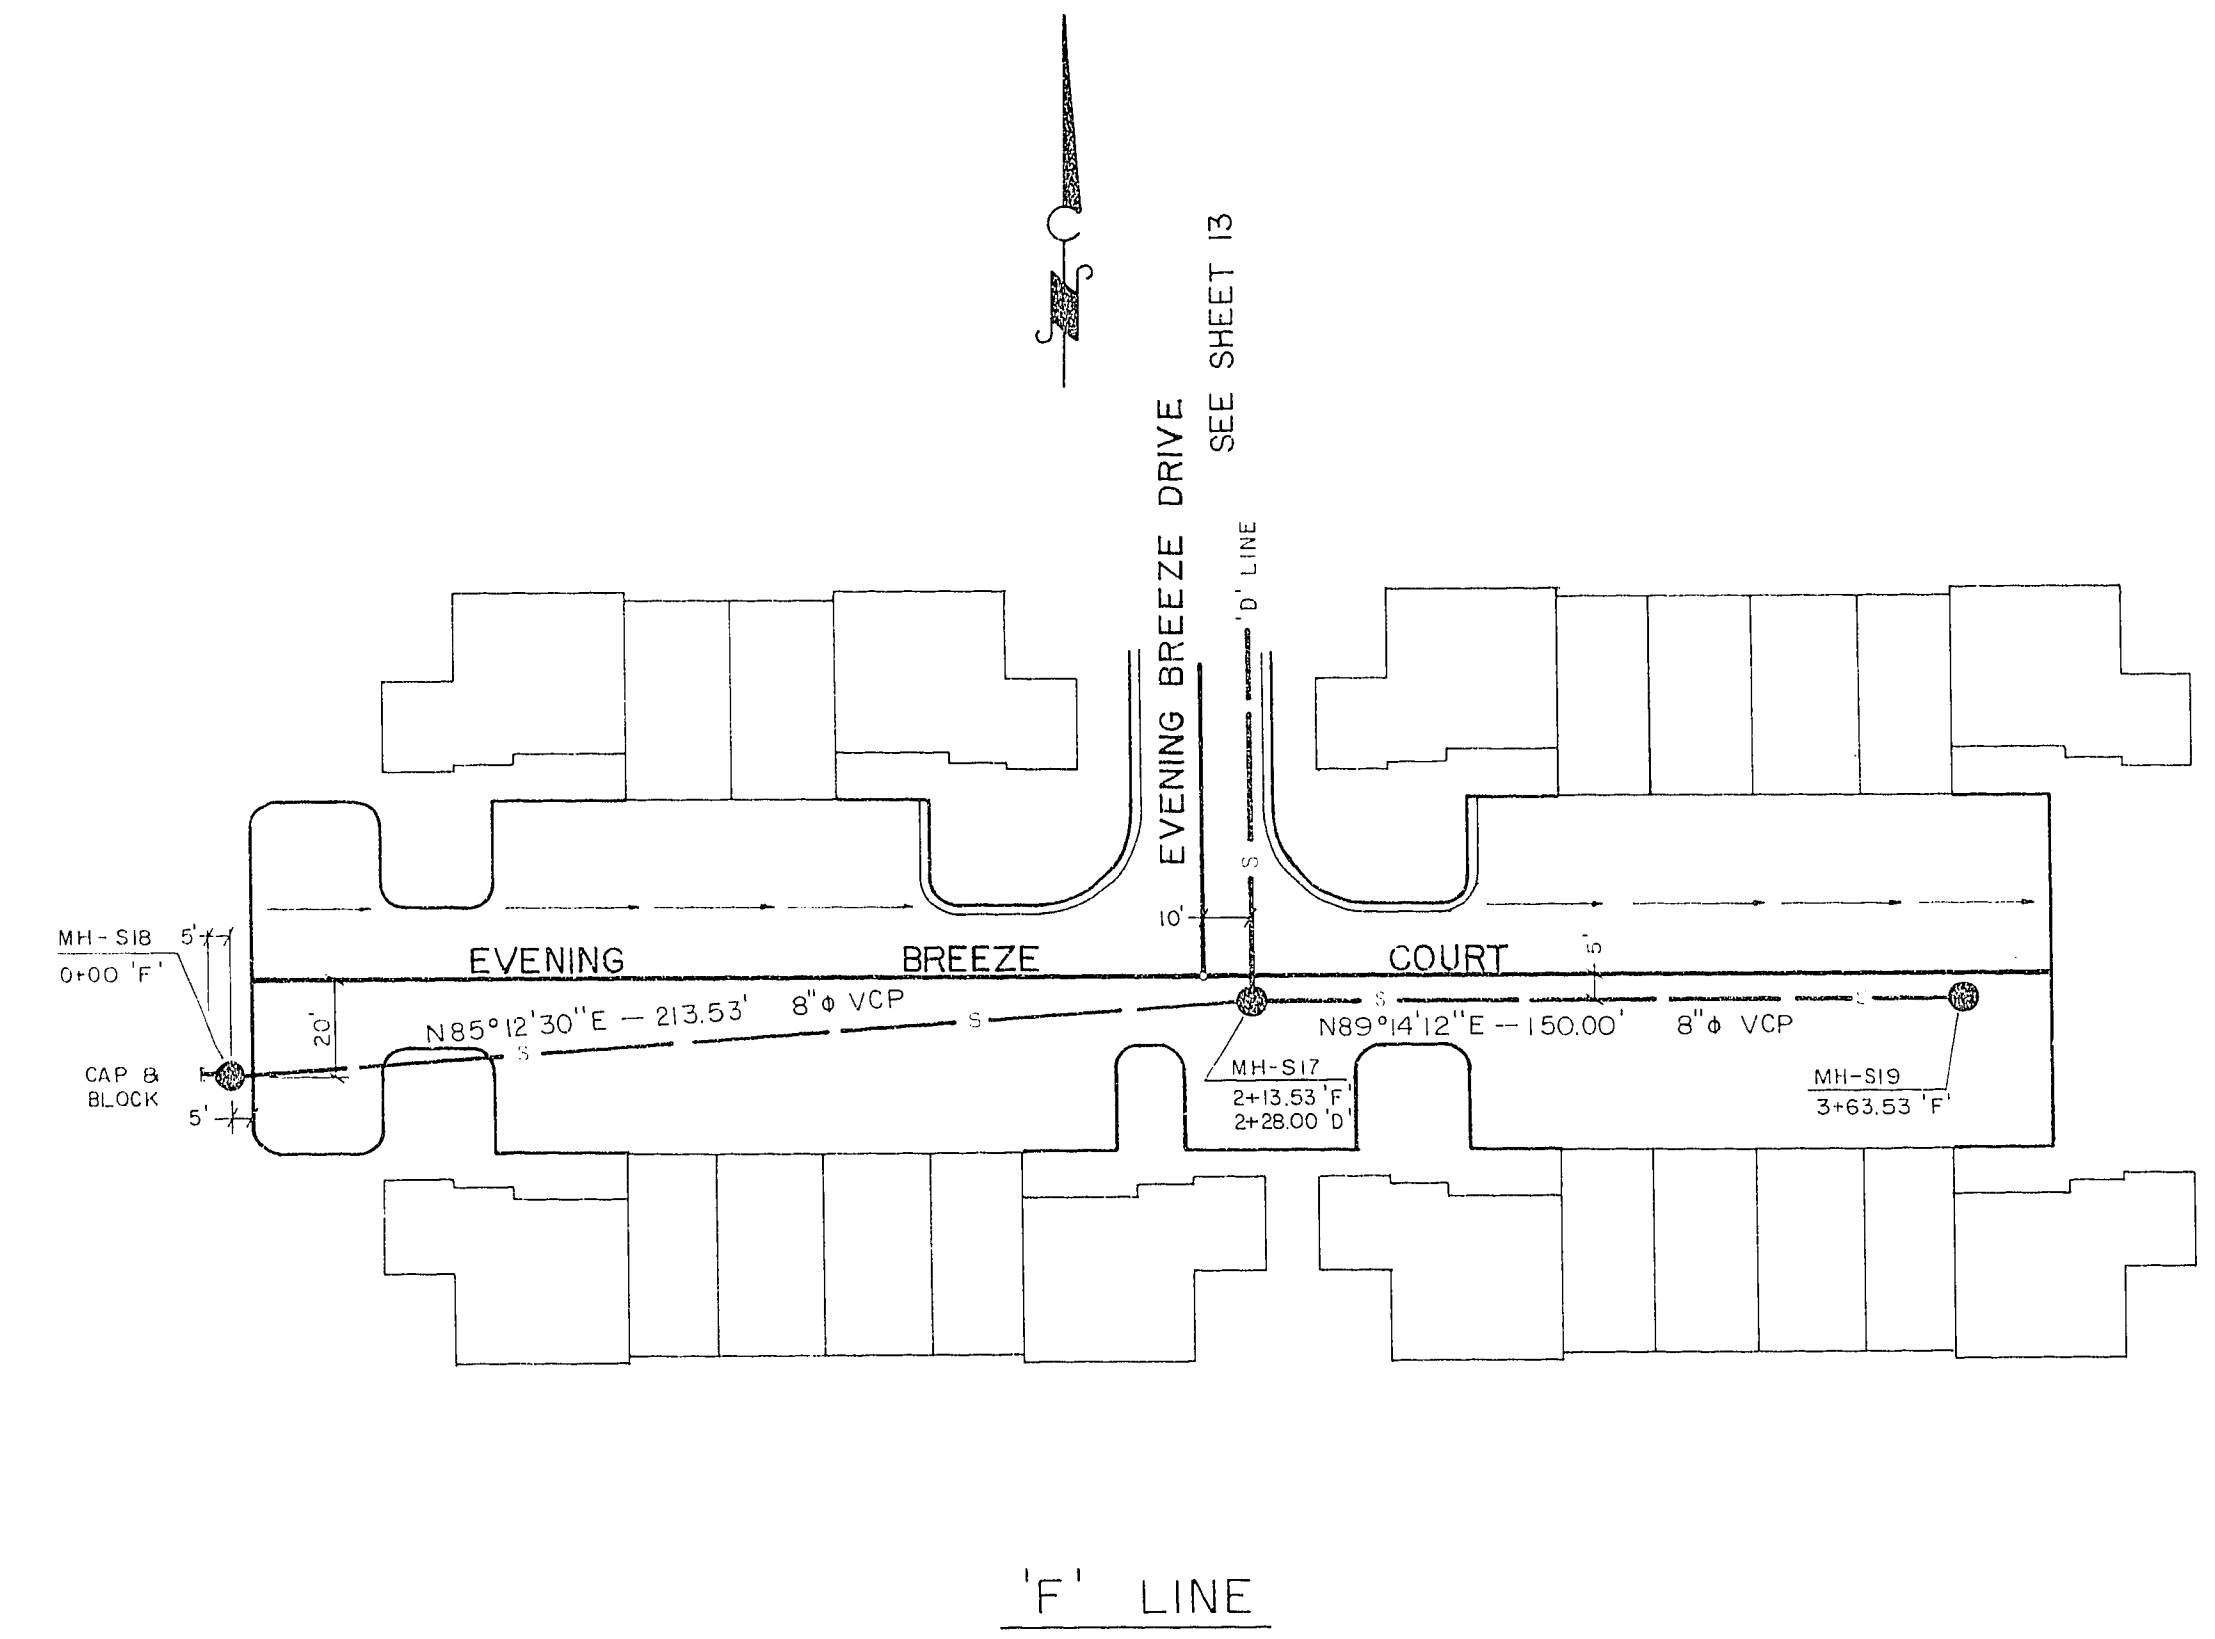 SEE SHEET 13
EVENING BREEZE DRIVE
'D' LINE
S
10'
MH-S18
0+00 'F'
5'
EVENING BREEZE COURT
5'
20'
N85°12'30"E — 213.53' 8"ϕ VCP
S
S
S
N89°14'12"E — 150.00' 8"ϕ VCP
CAP &
BLOCK
5'
MH-S17
2+13.53 'F'
2+28.00 'D'
MH-S19
3+63.53 'F'
'F' LINE